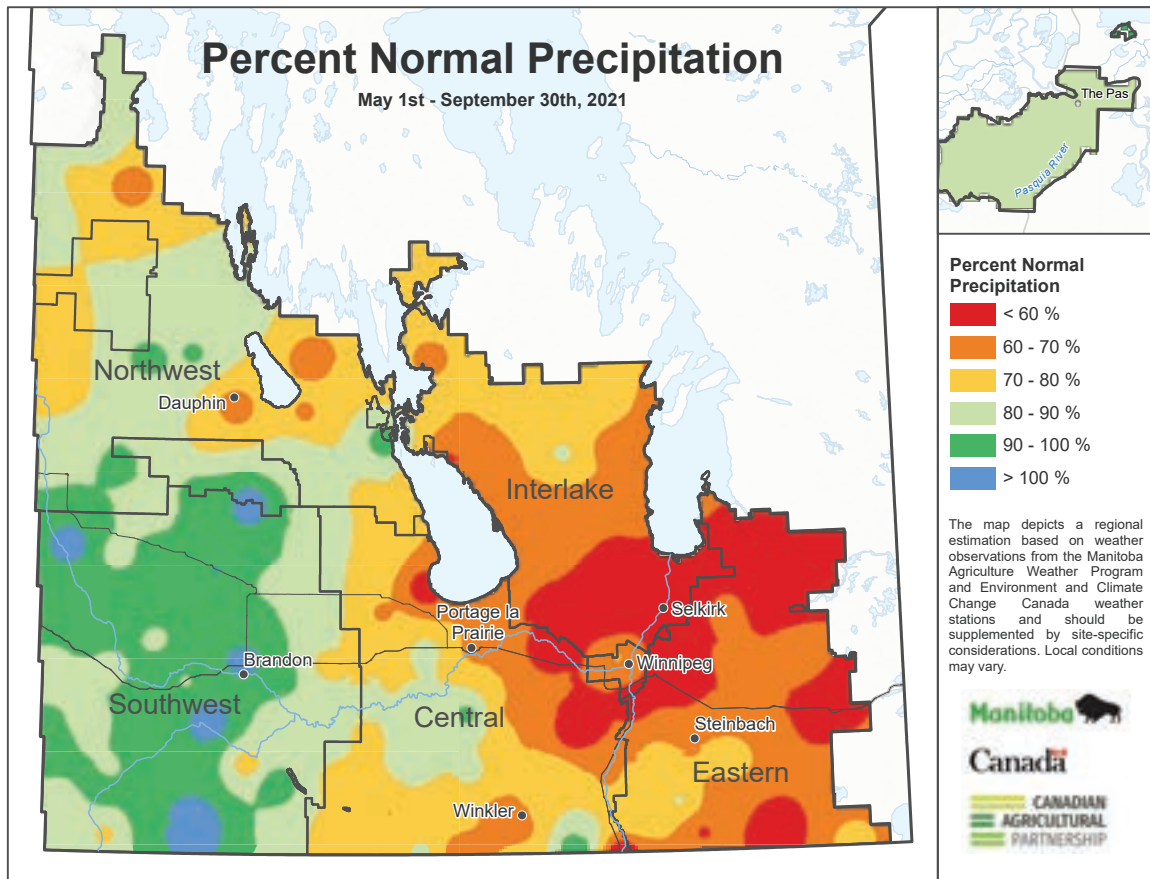 Percent Normal Precipitation
May 1st - September 30th, 2021
Northwest
Dauphin
Interlake
Selkirk
Portage la
Prairie
Winnipeg
Brandon
Southwest
Central
Steinbach
Eastern
Winkler
The Pas
Pasquia River
Percent Normal
Precipitation
< 60 %
60 - 70 %
70 - 80 %
80 - 90 %
90 - 100 %
> 100 %
The map depicts a regional
estimation based on weather
observations from the Manitoba
Agriculture Weather Program
and Environment and Climate
Change Canada weather
stations and should be
supplemented by site-specific
considerations. Local conditions
may vary.
Manitoba
Canada
CANADIAN
AGRICULTURAL
PARTNERSHIP